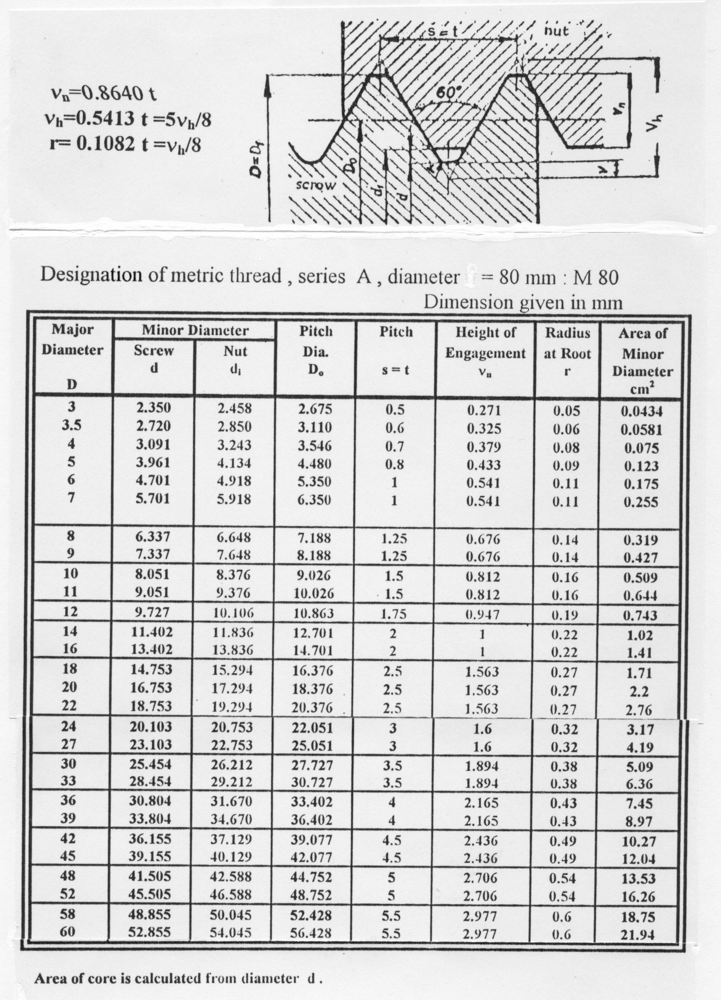 s = t
nut
νn=0.8640 t
νh=0.5413 t =5νh/8
r= 0.1082 t =νh/8
60°
vn
Vh
D=D1
D0
d1
d
r
v
screw
Designation of metric thread , series A , diameter = 80 mm : M 80
Dimension given in mm
Major Diameter D | Minor Diameter | Pitch Dia. Do | Pitch s = t | Height of Engagement νn | Radius at Root r | Area of Minor Diameter cm²
Screw d | Nut di
3 2.350 2.458 2.675 0.5 0.271 0.05 0.0434
3.5 2.720 2.850 3.110 0.6 0.325 0.06 0.0581
4 3.091 3.243 3.546 0.7 0.379 0.08 0.075
5 3.961 4.134 4.480 0.8 0.433 0.09 0.123
6 4.701 4.918 5.350 1 0.541 0.11 0.175
7 5.701 5.918 6.350 1 0.541 0.11 0.255
8 6.337 6.648 7.188 1.25 0.676 0.14 0.319
9 7.337 7.648 8.188 1.25 0.676 0.14 0.427
10 8.051 8.376 9.026 1.5 0.812 0.16 0.509
11 9.051 9.376 10.026 1.5 0.812 0.16 0.644
12 9.727 10.106 10.863 1.75 0.947 0.19 0.743
14 11.402 11.836 12.701 2 1 0.22 1.02
16 13.402 13.836 14.701 2 1 0.22 1.41
18 14.753 15.294 16.376 2.5 1.563 0.27 1.71
20 16.753 17.294 18.376 2.5 1.563 0.27 2.2
22 18.753 19.294 20.376 2.5 1.563 0.27 2.76
24 20.103 20.753 22.051 3 1.6 0.32 3.17
27 23.103 22.753 25.051 3 1.6 0.32 4.19
30 25.454 26.212 27.727 3.5 1.894 0.38 5.09
33 28.454 29.212 30.727 3.5 1.894 0.38 6.36
36 30.804 31.670 33.402 4 2.165 0.43 7.45
39 33.804 34.670 36.402 4 2.165 0.43 8.97
42 36.155 37.129 39.077 4.5 2.436 0.49 10.27
45 39.155 40.129 42.077 4.5 2.436 0.49 12.04
48 41.505 42.588 44.752 5 2.706 0.54 13.53
52 45.505 46.588 48.752 5 2.706 0.54 16.26
58 48.855 50.045 52.428 5.5 2.977 0.6 18.75
60 52.855 54.045 56.428 5.5 2.977 0.6 21.94
Area of core is calculated from diameter d .